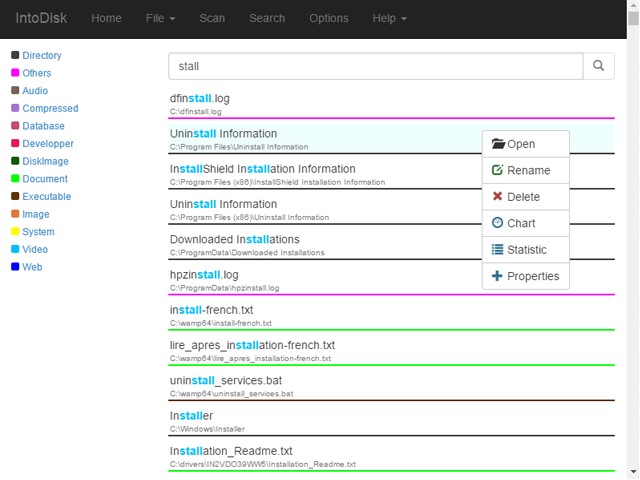 IntoDisk Home File Scan Search Options Help
Directory
Others
Audio
Compressed
Database
Developper
DiskImage
Document
Executable
Image
System
Video
Web
stall
dfinstall.log
C:\dfinstall.log
Uninstall Information
C:\Program Files\Uninstall Information
InstallShield Installation Information
C:\Program Files (x86)\InstallShield Installation Information
Uninstall Information
C:\Program Files (x86)\Uninstall Information
Downloaded Installations
C:\ProgramData\Downloaded Installations
hpzinstall.log
C:\ProgramData\hpzinstall.log
install-french.txt
C:\wamp64\install-french.txt
lire_apres_installation-french.txt
C:\wamp64\lire_apres_installation-french.txt
uninstall_services.bat
C:\wamp64\uninstall_services.bat
Installer
C:\Windows\Installer
Installation_Readme.txt
C:\drivers\IN2VDO39WW5\Installation_Readme.txt
Open
Rename
Delete
Chart
Statistic
Properties